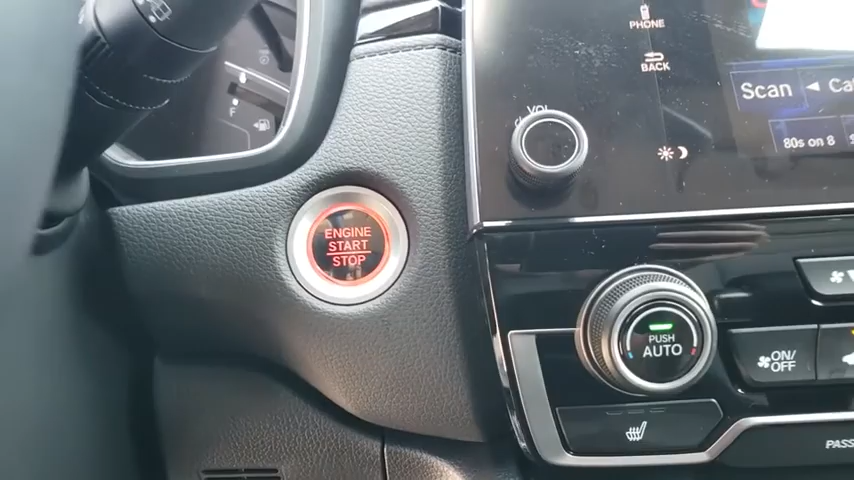 PHONE
BACK
VOL
Scan
80s on 8
F
ENGINE
START
STOP
PUSH
AUTO
ON/
OFF